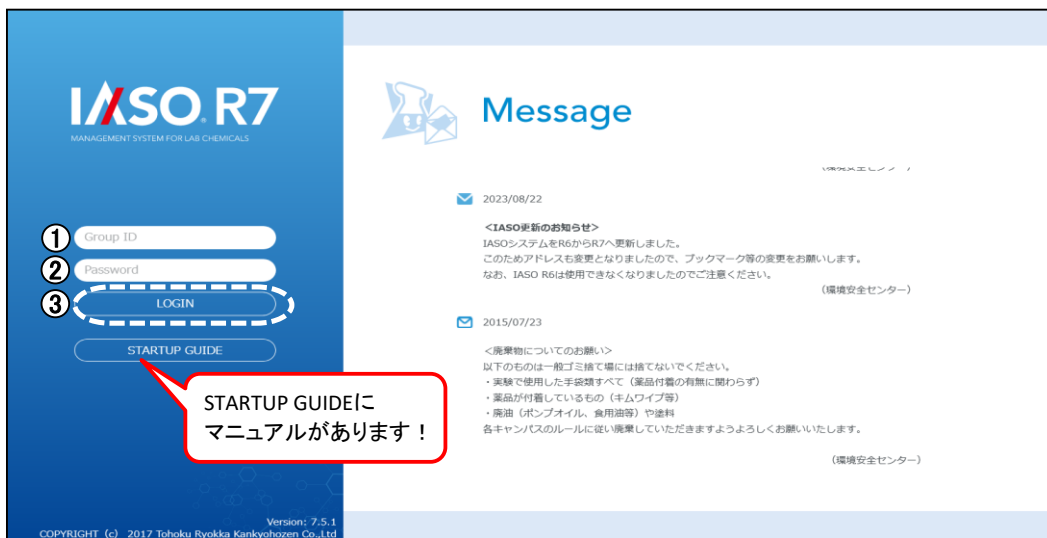 IASO R7
MANAGEMENT SYSTEM FOR LAB CHEMICALS
① Group ID
② Password
③ LOGIN
STARTUP GUIDE
STARTUP GUIDEに
マニュアルがあります！
Version: 7.5.1
COPYRIGHT (c) 2017 Tohoku Ryokka Kankyohozen Co.,Ltd
Message
（環境安全センター）
2023/08/22
<IASO更新のお知らせ>
IASOシステムをR6からR7へ更新しました。
このためアドレスも変更となりましたので、ブックマーク等の変更をお願いします。
なお、IASO R6は使用できなくなりましたのでご注意ください。
（環境安全センター）
2015/07/23
<廃棄物についてのお願い>
以下のものは一般ゴミ捨て場には捨てないでください。
・実験で使用した手袋類すべて（薬品付着の有無に関わらず）
・薬品が付着しているもの（キムワイプ等）
・廃油（ポンプオイル、食用油等）や塗料
各キャンパスのルールに従い廃棄していただきますようよろしくお願いいたします。
（環境安全センター）